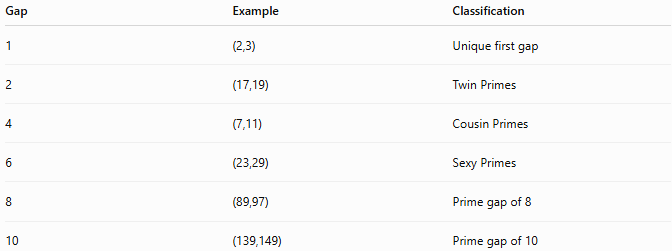 Gap Example Classification
1 (2,3) Unique first gap
2 (17,19) Twin Primes
4 (7,11) Cousin Primes
6 (23,29) Sexy Primes
8 (89,97) Prime gap of 8
10 (139,149) Prime gap of 10